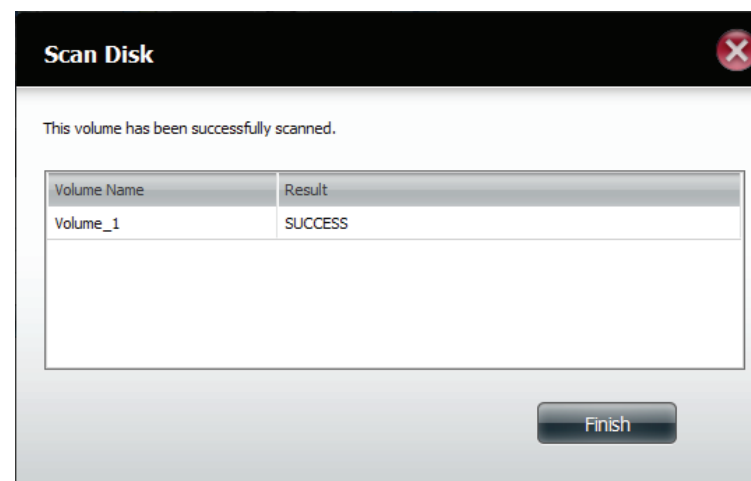 Scan Disk
This volume has been successfully scanned.
Volume Name Result
Volume_1 SUCCESS
Finish